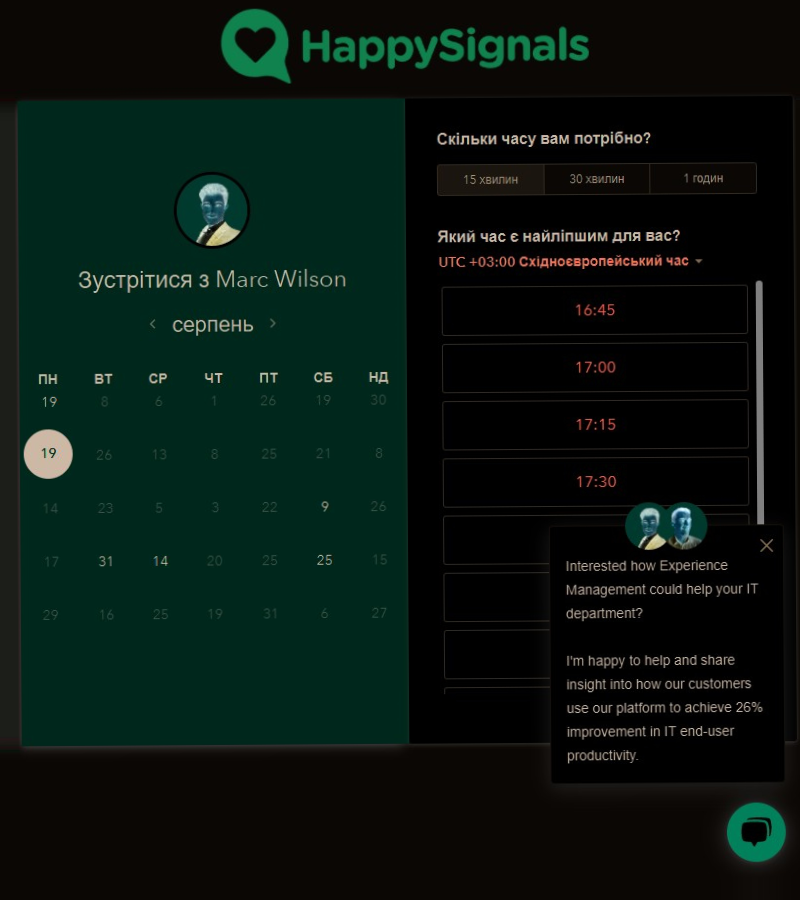 HappySignals
Зустрітися з Marc Wilson
серпень
ПН ВТ СР ЧТ ПТ СБ НД
19 8 6 1 26 19 30
19 26 13 8 25 21 8
14 23 5 3 22 9 26
17 31 14 20 25 25 15
29 16 25 19 31 6 27
Скільки часу вам потрібно?
15 хвилин 30 хвилин 1 годин
Який час є найліпшим для вас?
UTC +03:00 Східноєвропейський час
16:45
17:00
17:15
17:30
Interested how Experience
Management could help your IT
department?
I'm happy to help and share
insight into how our customers
use our platform to achieve 26%
improvement in IT end-user
productivity.